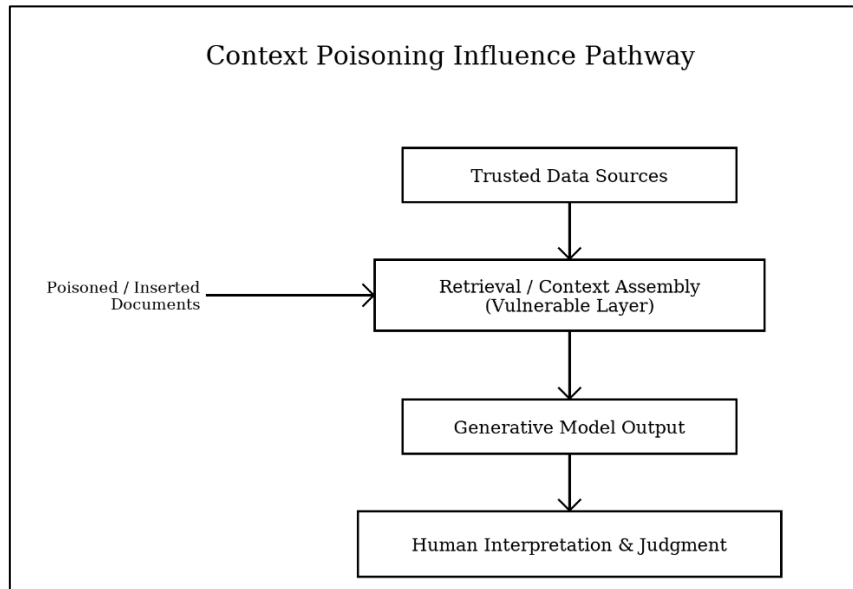 Context Poisoning Influence Pathway
Trusted Data Sources
Poisoned / Inserted
Documents
Retrieval / Context Assembly
(Vulnerable Layer)
Generative Model Output
Human Interpretation & Judgment